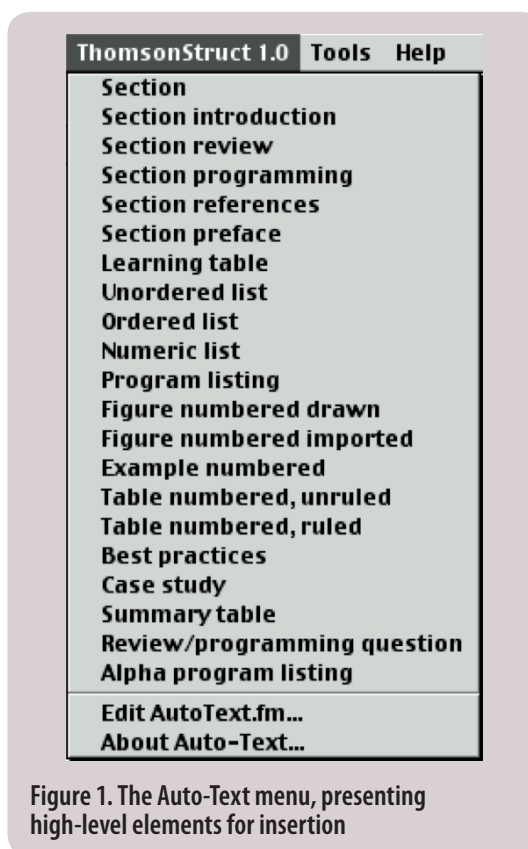 ThomsonStruct 1.0 Tools Help
Section
Section introduction
Section review
Section programming
Section references
Section preface
Learning table
Unordered list
Ordered list
Numeric list
Program listing
Figure numbered drawn
Figure numbered imported
Example numbered
Table numbered, unruled
Table numbered, ruled
Best practices
Case study
Summary table
Review/programming question
Alpha program listing
Edit AutoText.fm...
About Auto-Text...
Figure 1. The Auto-Text menu, presenting
high-level elements for insertion